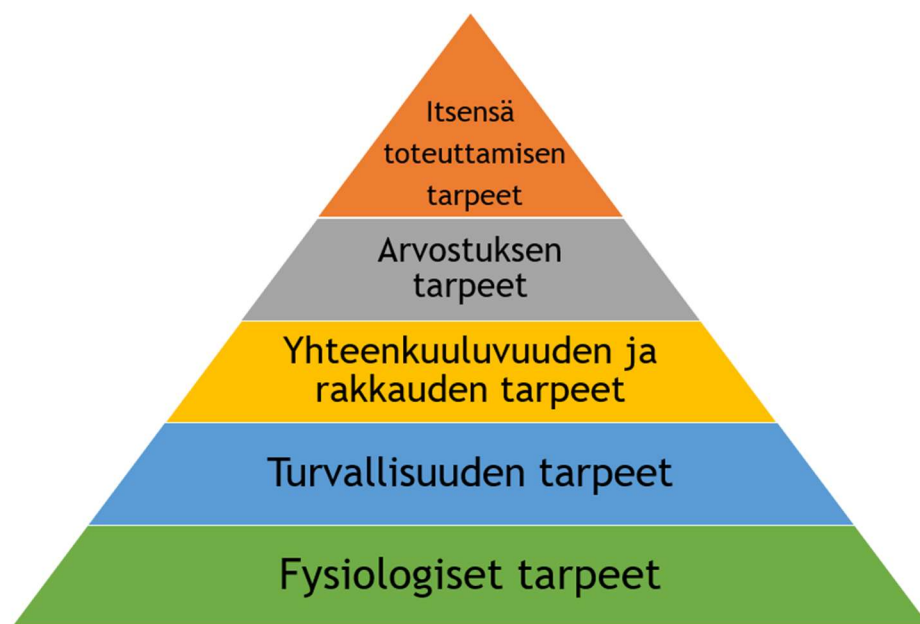 Itsensä
toteuttamisen
tarpeet
Arvostuksen
tarpeet
Yhteenkuuluvuuden ja
rakkauden tarpeet
Turvallisuuden tarpeet
Fysiologiset tarpeet